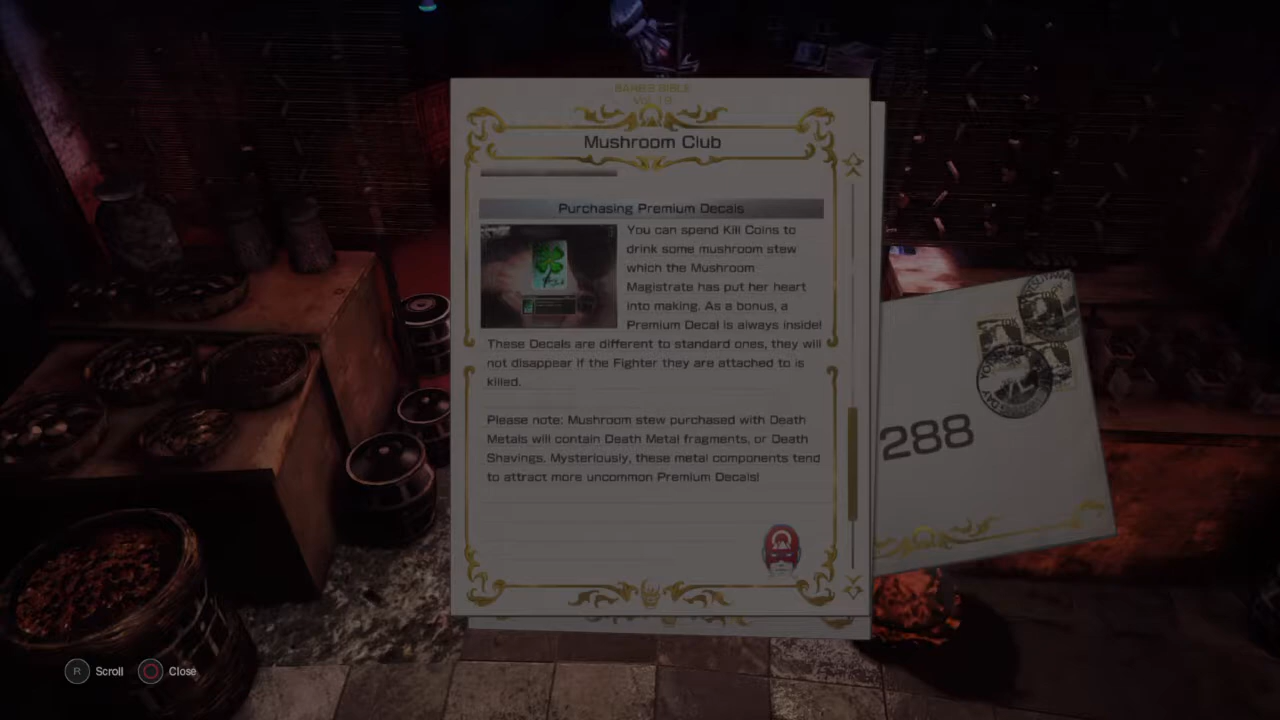 BARB'S BIBLE
Mushroom Club
Purchasing Premium Decals
You can spend Kill Coins to
drink some mushroom stew
which the Mushroom
Magistrate has put her heart
into making. As a bonus, a
Premium Decal is always inside!
These Decals are different to standard ones, they will
not disappear if the Fighter they are attached to is
killed.
Please note: Mushroom stew purchased with Death
Metals will contain Death Metal fragments, or Death
Shavings. Mysteriously, these metal components tend
to attract more uncommon Premium Decals!
288
R Scroll
Close